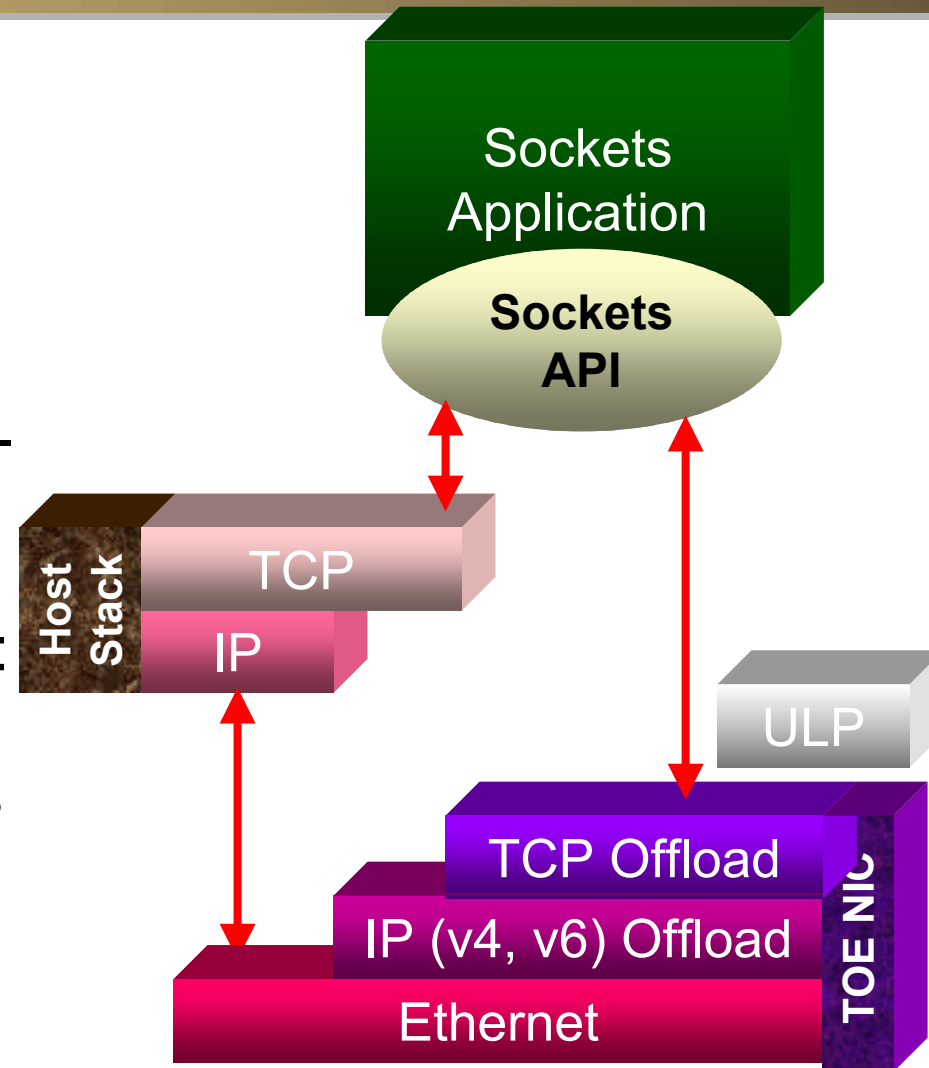 Sockets
Application
Sockets
API
Host
Stack
TCP
IP
ULP
TCP Offload
IP (v4, v6) Offload
Ethernet
TOE NIC